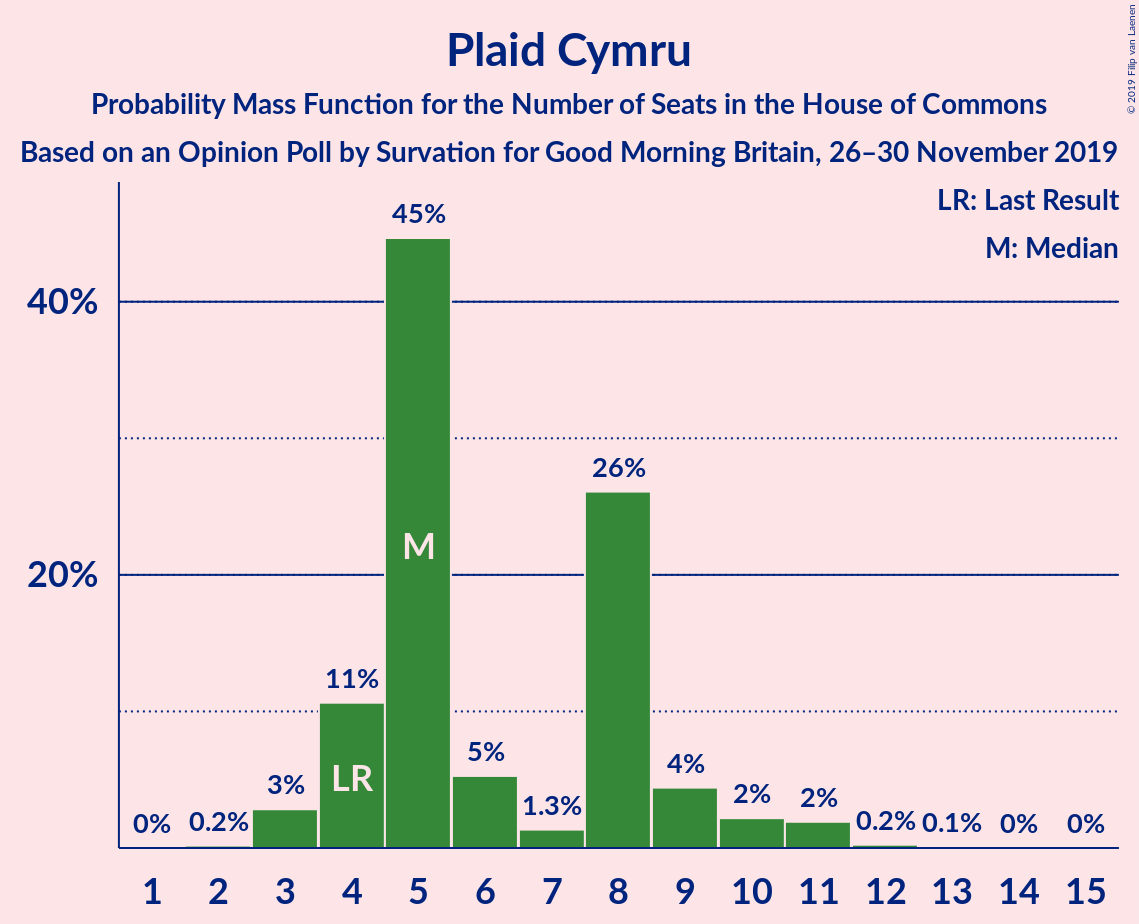 Plaid Cymru
Probability Mass Function for the Number of Seats in the House of Commons
Based on an Opinion Poll by Survation for Good Morning Britain, 26–30 November 2019
© 2019 Filip van Laenen
LR: Last Result
M: Median
40%
20%
0%
0.2%
3%
11%
45%
5%
1.3%
26%
4%
2%
2%
0.2%
0.1%
0%
0%
LR
M
1 2 3 4 5 6 7 8 9 10 11 12 13 14 15